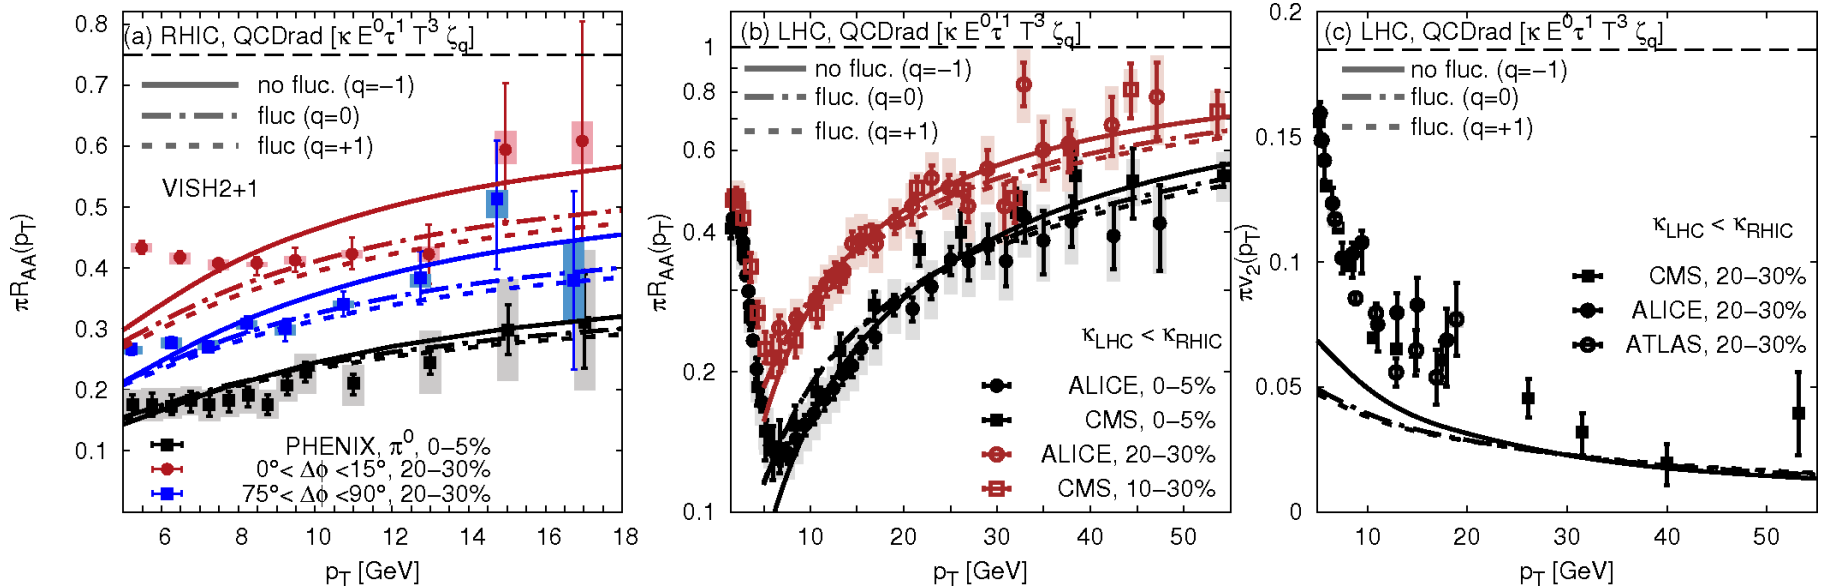 (a) RHIC, QCDrad [κ E⁰τ¹ T³ ζq]
no fluc. (q=−1)
fluc (q=0)
fluc (q=+1)
VISH2+1
PHENIX, π⁰, 0−5%
0°< Δϕ <15°, 20−30%
75°< Δϕ <90°, 20−30%
0.8
0.7
0.6
0.5
0.4
0.3
0.2
0.1
πR_AA(p_T)
6 8 10 12 14 16 18
p_T [GeV]
(b) LHC, QCDrad [κ E⁰τ¹ T³ ζq]
no fluc. (q=−1)
fluc. (q=0)
fluc. (q=+1)
κ_LHC < κ_RHIC
ALICE, 0−5%
CMS, 0−5%
ALICE, 20−30%
CMS, 10−30%
1
0.8
0.6
0.4
0.2
0.1
πR_AA(p_T)
10 20 30 40 50
p_T [GeV]
(c) LHC, QCDrad [κ E⁰τ¹ T³ ζq]
no fluc. (q=−1)
fluc. (q=0)
fluc. (q=+1)
κ_LHC < κ_RHIC
CMS, 20−30%
ALICE, 20−30%
ATLAS, 20−30%
0.2
0.15
0.1
0.05
0
πv₂(p_T)
10 20 30 40 50
p_T [GeV]